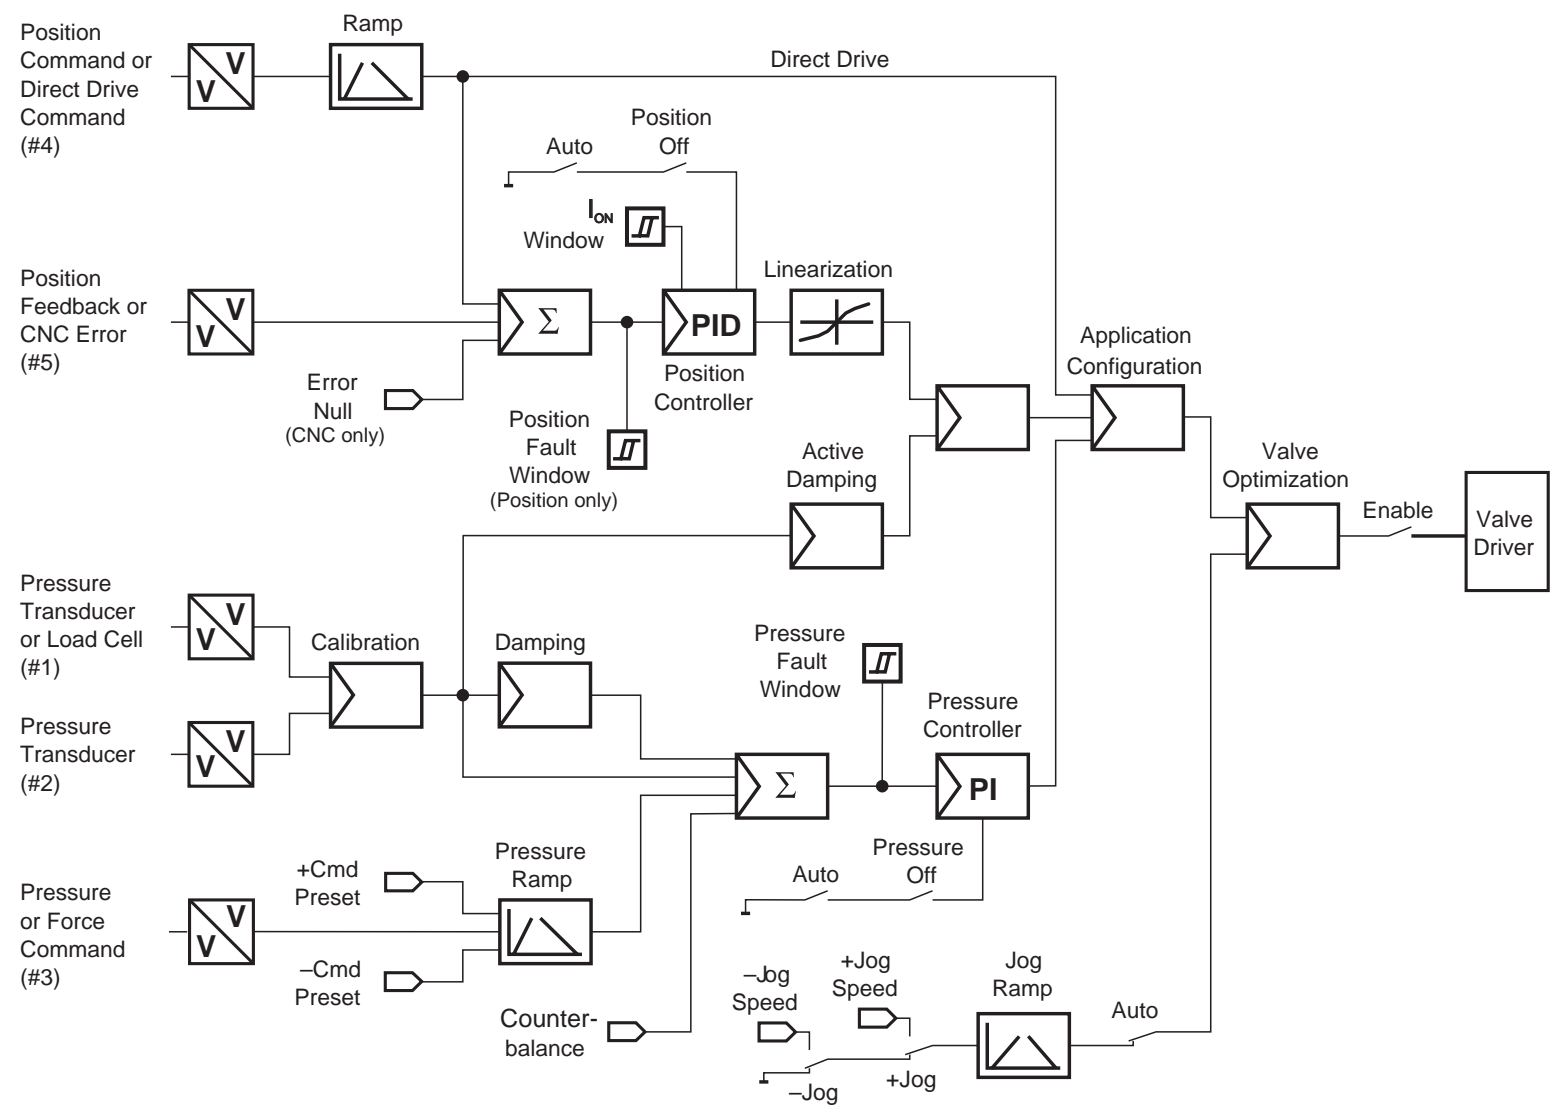 Position
Command or
Direct Drive
Command
(#4)
V
V
Ramp
Direct Drive
Auto
Position
Off
ION
Window
Position
Feedback or
CNC Error
(#5)
V
V
Σ
PID
Position
Controller
Linearization
Error
Null
(CNC only)
Position
Fault
Window
(Position only)
Active
Damping
Application
Configuration
Valve
Optimization
Enable
Valve
Driver
Pressure
Transducer
or Load Cell
(#1)
V
V
Calibration
Damping
Pressure
Transducer
(#2)
V
V
Pressure
Fault
Window
Pressure
Controller
Σ
PI
Auto
Pressure
Off
Pressure
or Force
Command
(#3)
V
V
+Cmd
Preset
–Cmd
Preset
Pressure
Ramp
Counter-
balance
–Jog
Speed
+Jog
Speed
Jog
Ramp
Auto
–Jog
+Jog